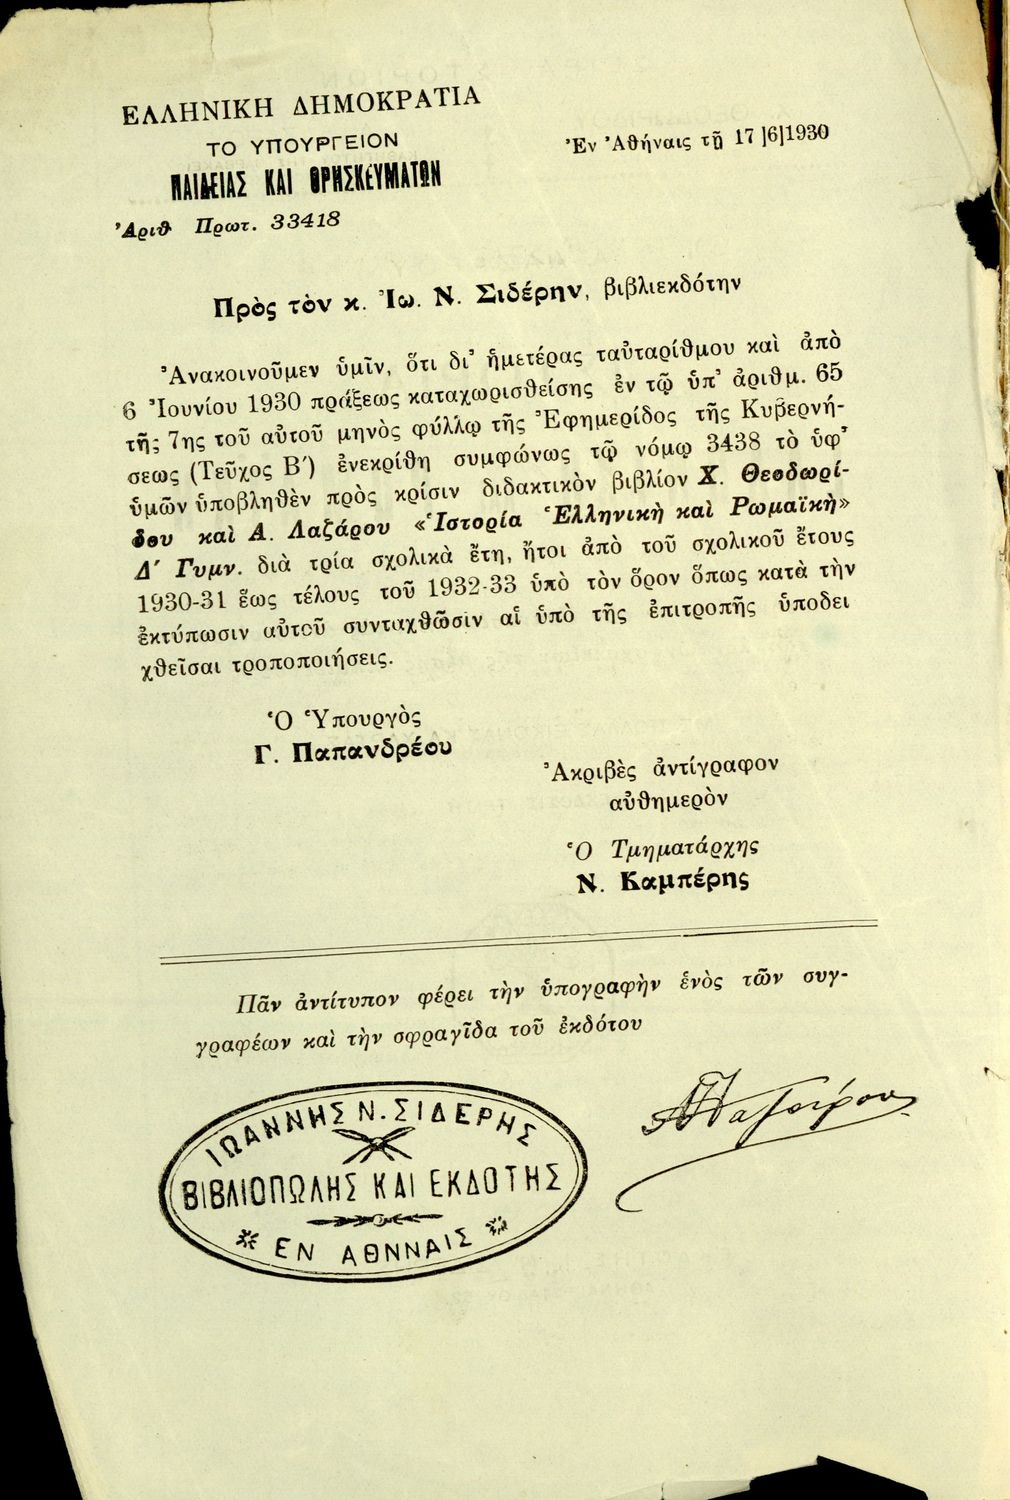 ΕΛΛΗΝΙΚΗ ΔΗΜΟΚΡΑΤΙΑ
ΤΟ ΥΠΟΥΡΓΕΙΟΝ
ΠΑΙΔΕΙΑΣ ΚΑΙ ΘΡΗΣΚΕΥΜΑΤΩΝ
Ἀριθ Πρωτ. 33418
Ἐν Ἀθήναις τῇ 17]6]1930
Πρὸς τὸν κ. Ἰω. Ν. Σιδέρην, βιβλιεκδότην
Ἀνακοινοῦμεν ὑμῖν, ὅτι δι' ἡμετέρας ταὐταρίθμου καὶ ἀπὸ
6 Ἰουνίου 1930 πράξεως καταχωρισθείσης ἐν τῷ ὑπ' ἀριθμ. 65
τῆς 7ης τοῦ αὐτοῦ μηνὸς φύλλῳ τῆς Ἐφημερίδος τῆς Κυβερνή-
σεως (Τεῦχος Β′) ἐνεκρίθη συμφώνως τῷ νόμῳ 3438 τὸ ὑφ'
ὑμῶν ὑποβληθὲν πρὸς κρίσιν διδακτικὸν βιβλίον Χ. Θεοδωρί-
δου καὶ Α. Λαζάρου «Ἱστορία Ἑλληνικὴ καὶ Ρωμαϊκὴ»
Δ′ Γυμν. διὰ τρία σχολικὰ ἔτη, ἤτοι ἀπὸ τοῦ σχολικοῦ ἔτους
1930-31 ἕως τέλους τοῦ 1932-33 ὑπὸ τὸν ὅρον ὅπως κατὰ τὴν
ἐκτύπωσιν αὐτοῦ συνταχθῶσιν αἱ ὑπὸ τῆς ἐπιτροπῆς ὑποδει
χθεῖσαι τροποποιήσεις.
Ὁ Ὑπουργὸς
Γ. Παπανδρέου
Ἀκριβὲς ἀντίγραφον
αὐθημερὸν
Ὁ Τμηματάρχης
Ν. Καμπέρης
Πᾶν ἀντίτυπον φέρει τὴν ὑπογραφὴν ἑνὸς τῶν συγ-
γραφέων καὶ τὴν σφραγῖδα τοῦ ἐκδότου
ΙΩΑΝΝΗΣ Ν. ΣΙΔΕΡΗΣ
ΒΙΒΛΙΟΠΩΛΗΣ ΚΑΙ ΕΚΔΟΤΗΣ
ΕΝ ΑΘΝΝΑΙΣ